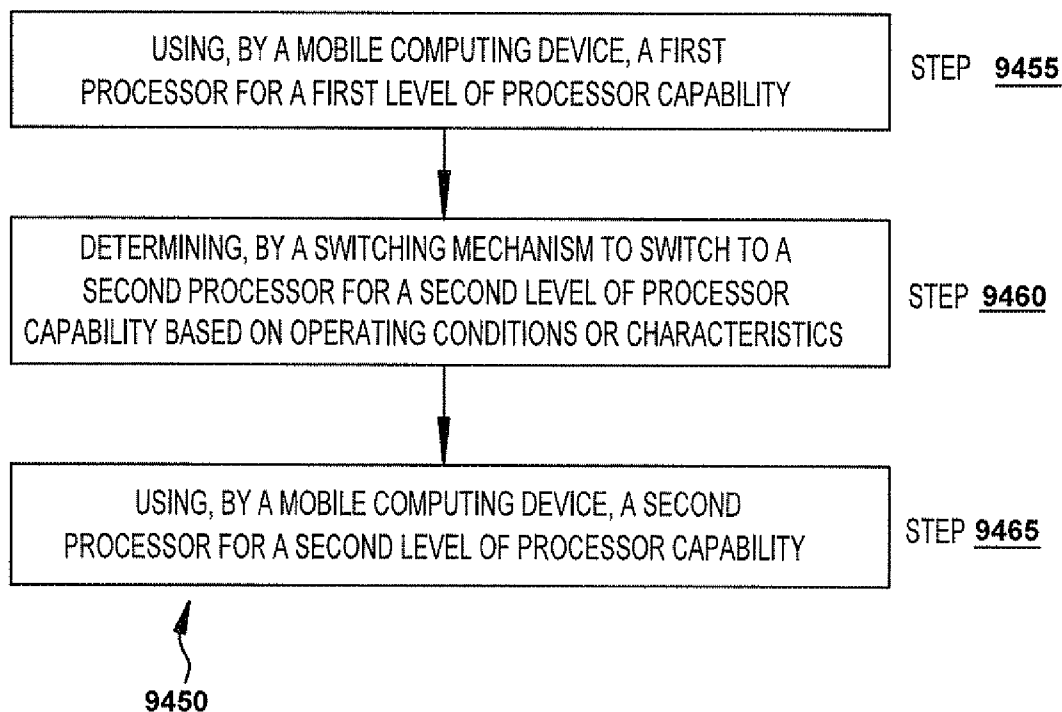 USING, BY A MOBILE COMPUTING DEVICE, A FIRST
PROCESSOR FOR A FIRST LEVEL OF PROCESSOR CAPABILITY
STEP 9455
DETERMINING, BY A SWITCHING MECHANISM TO SWITCH TO A
SECOND PROCESSOR FOR A SECOND LEVEL OF PROCESSOR
CAPABILITY BASED ON OPERATING CONDITIONS OR CHARACTERISTICS
STEP 9460
USING, BY A MOBILE COMPUTING DEVICE, A SECOND
PROCESSOR FOR A SECOND LEVEL OF PROCESSOR CAPABILITY
STEP 9465
9450